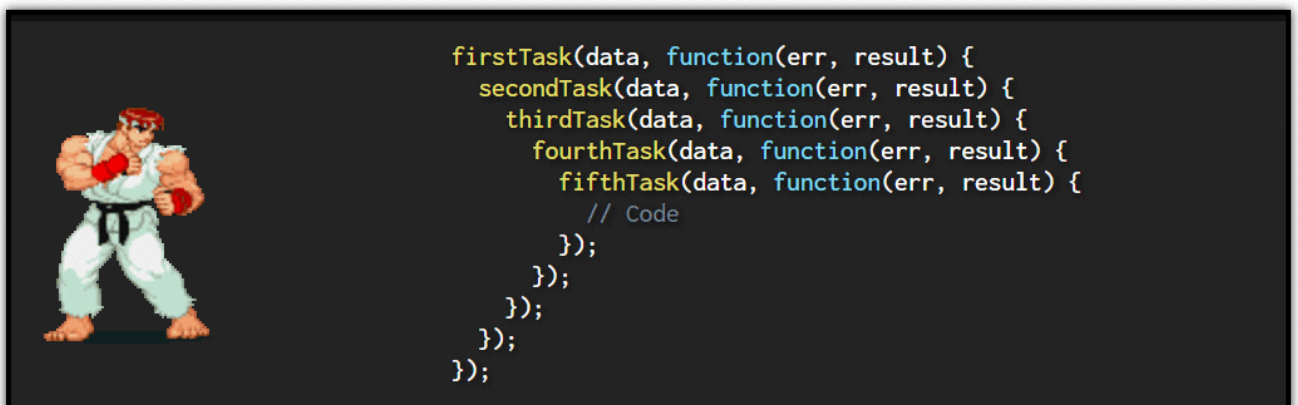 firstTask(data, function(err, result) {
  secondTask(data, function(err, result) {
    thirdTask(data, function(err, result) {
      fourthTask(data, function(err, result) {
        fifthTask(data, function(err, result) {
          // Code
        });
      });
    });
  });
});